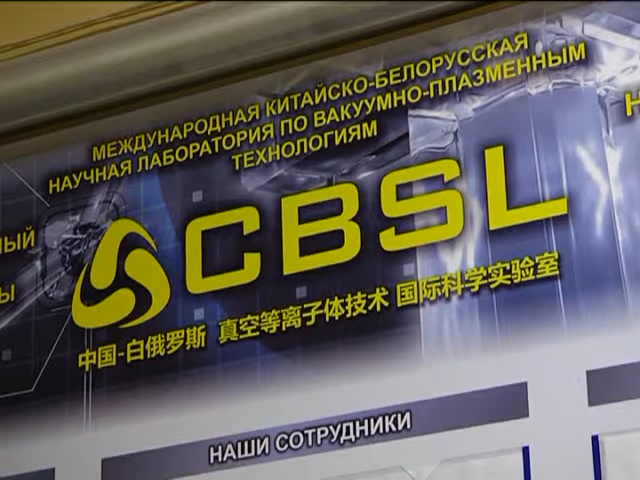 МЕЖДУНАРОДНАЯ КИТАЙСКО-БЕЛОРУССКАЯ
НАУЧНАЯ ЛАБОРАТОРИЯ ПО ВАКУУМНО-ПЛАЗМЕННЫМ
ТЕХНОЛОГИЯМ
CBSL
中国-白俄罗斯 真空等离子体技术 国际科学实验室
НАШИ СОТРУДНИКИ